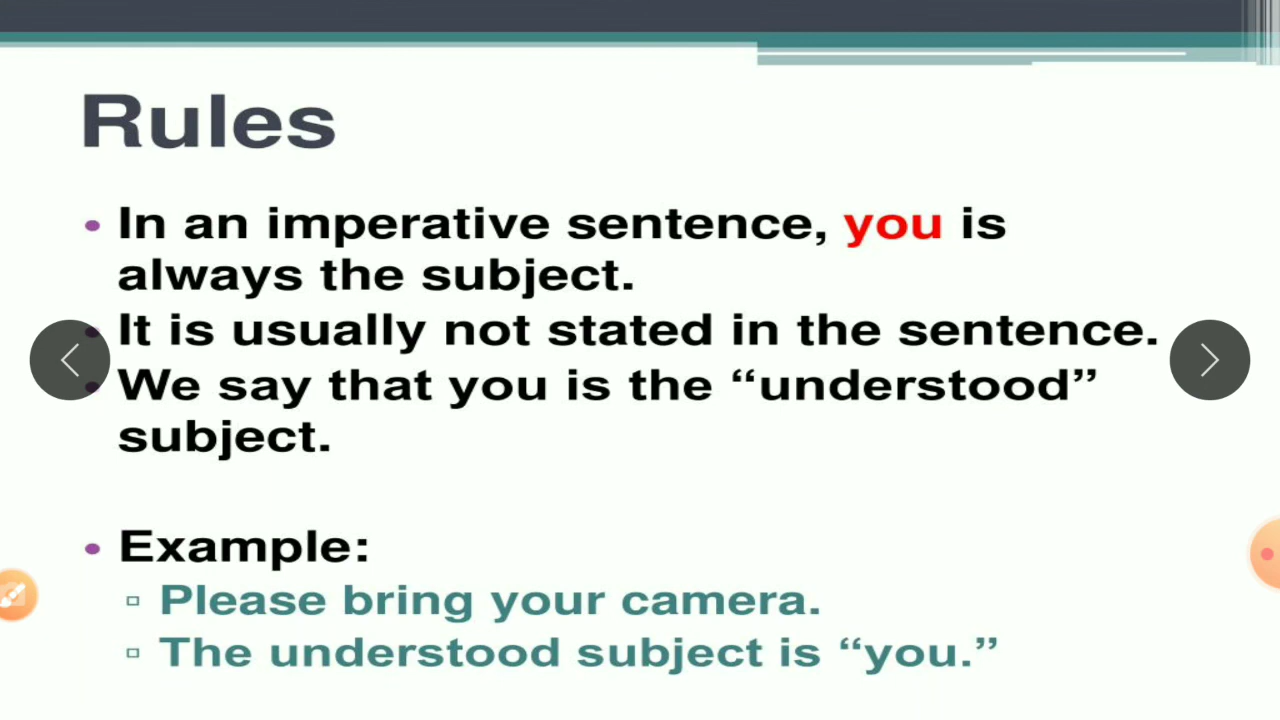 Rules
• In an imperative sentence, you is
always the subject.
• It is usually not stated in the sentence.
• We say that you is the “understood”
subject.
• Example:
▫ Please bring your camera.
▫ The understood subject is “you.”